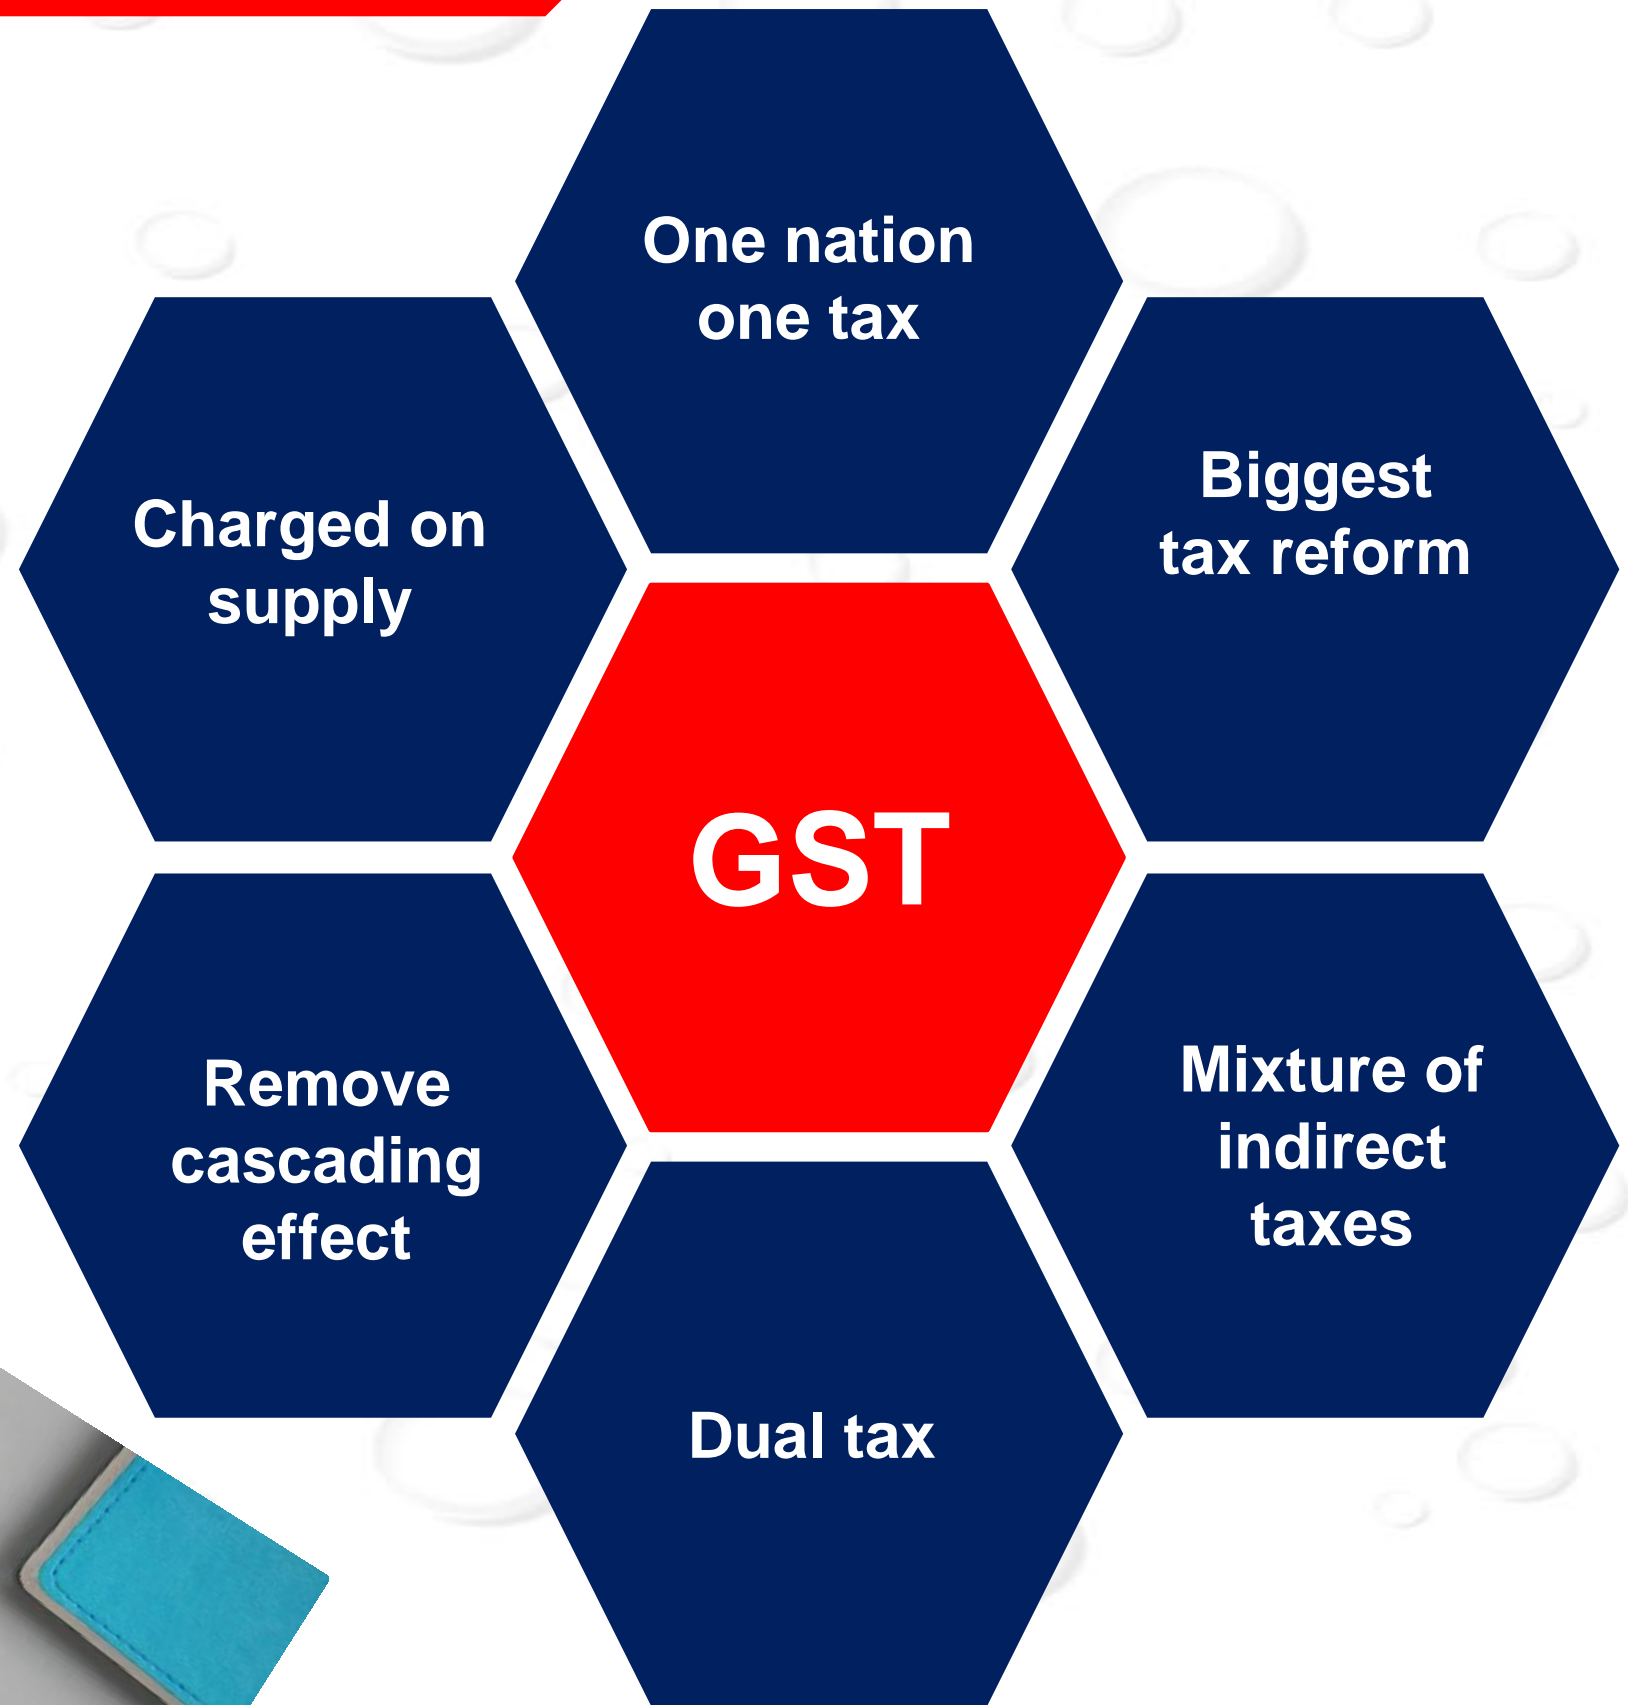 One nation
one tax
Biggest
tax reform
Charged on
supply
GST
Mixture of
indirect
taxes
Remove
cascading
effect
Dual tax